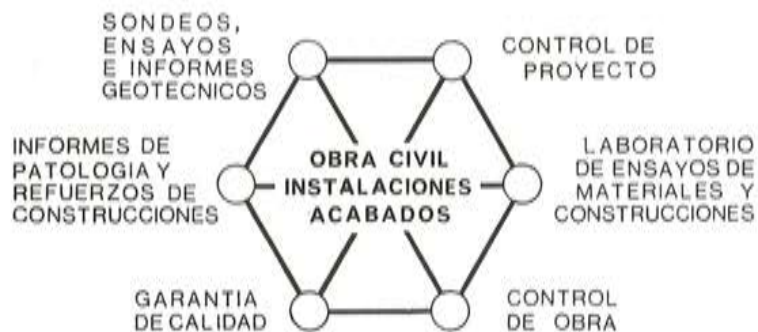 SONDEOS,
ENSAYOS
E INFORMES
GEOTECNICOS
CONTROL DE
PROYECTO
INFORMES DE
PATOLOGIA Y
REFUERZOS DE
CONSTRUCCIONES
OBRA CIVIL
INSTALACIONES
ACABADOS
LABORATORIO
DE ENSAYOS DE
MATERIALES Y
CONSTRUCCIONES
GARANTIA
DE CALIDAD
CONTROL
DE OBRA